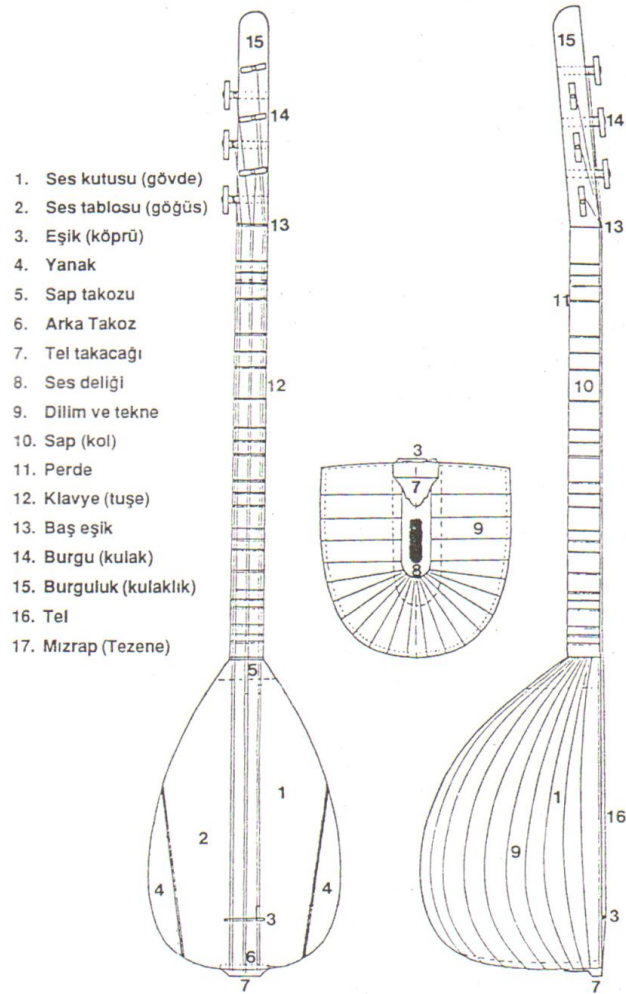 1. Ses kutusu (gövde)
2. Ses tablosu (göğüs)
3. Eşik (köprü)
4. Yanak
5. Sap takozu
6. Arka Takoz
7. Tel takacağı
8. Ses deliği
9. Dilim ve tekne
10. Sap (kol)
11. Perde
12. Klavye (tuşe)
13. Baş eşik
14. Burgu (kulak)
15. Burguluk (kulaklık)
16. Tel
17. Mızrap (Tezene)
15
14
13
12
5
1
2
4
4
3
6
7
3
7
9
8
15
14
13
11
10
1
16
9
3
7